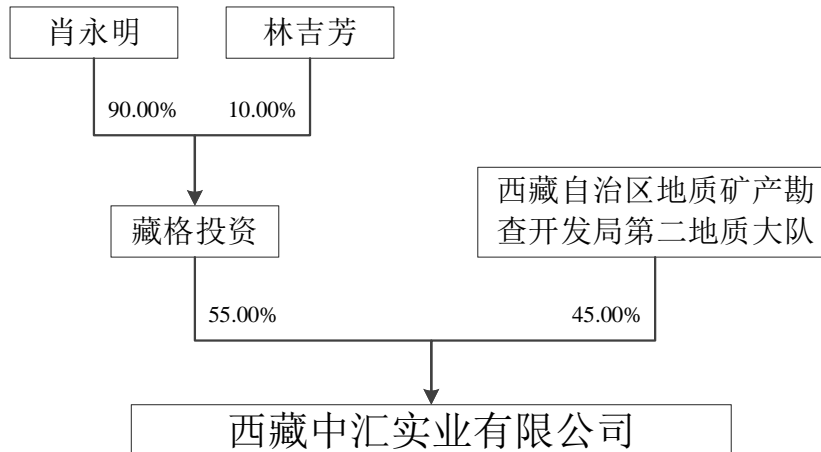 肖永明
林吉芳
90.00%
10.00%
藏格投资
西藏自治区地质矿产勘
查开发局第二地质大队
55.00%
45.00%
西藏中汇实业有限公司